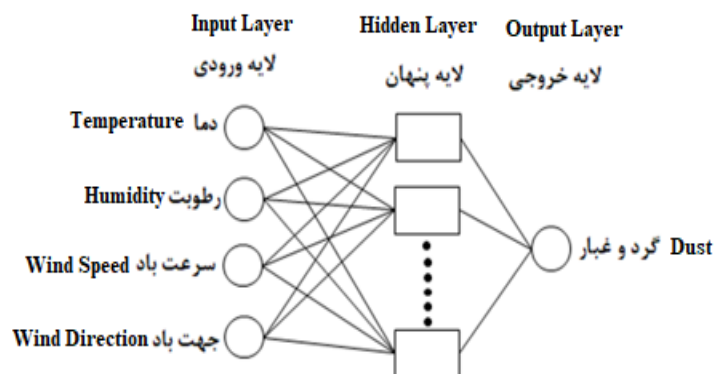 Input Layer Hidden Layer Output Layer
لایه ورودی لایه پنهان لایه خروجی
Temperature دما
Humidity رطوبت
Wind Speed سرعت باد
Wind Direction جهت باد
گرد و غبار Dust